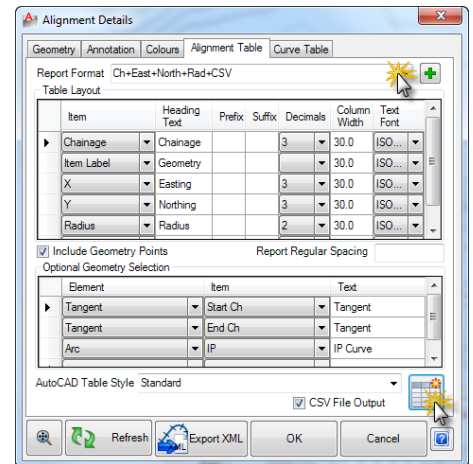 Alignment Details
Geometry Annotation Colours Alignment Table Curve Table
Report Format Ch+East+North+Rad+CSV
Table Layout
Item Heading Text Prefix Suffix Decimals Column Width Text Font
Chainage Chainage 3 30.0 ISO...
Item Label Geometry 30.0 ISO...
X Easting 3 30.0 ISO...
Y Northing 3 30.0 ISO...
Radius Radius 2 30.0 ISO...
Include Geometry Points Report Regular Spacing
Optional Geometry Selection
Element Item Text
Tangent Start Ch Tangent
Tangent End Ch Tangent
Arc IP IP Curve
AutoCAD Table Style Standard
CSV File Output
Refresh XML Export XML OK Cancel